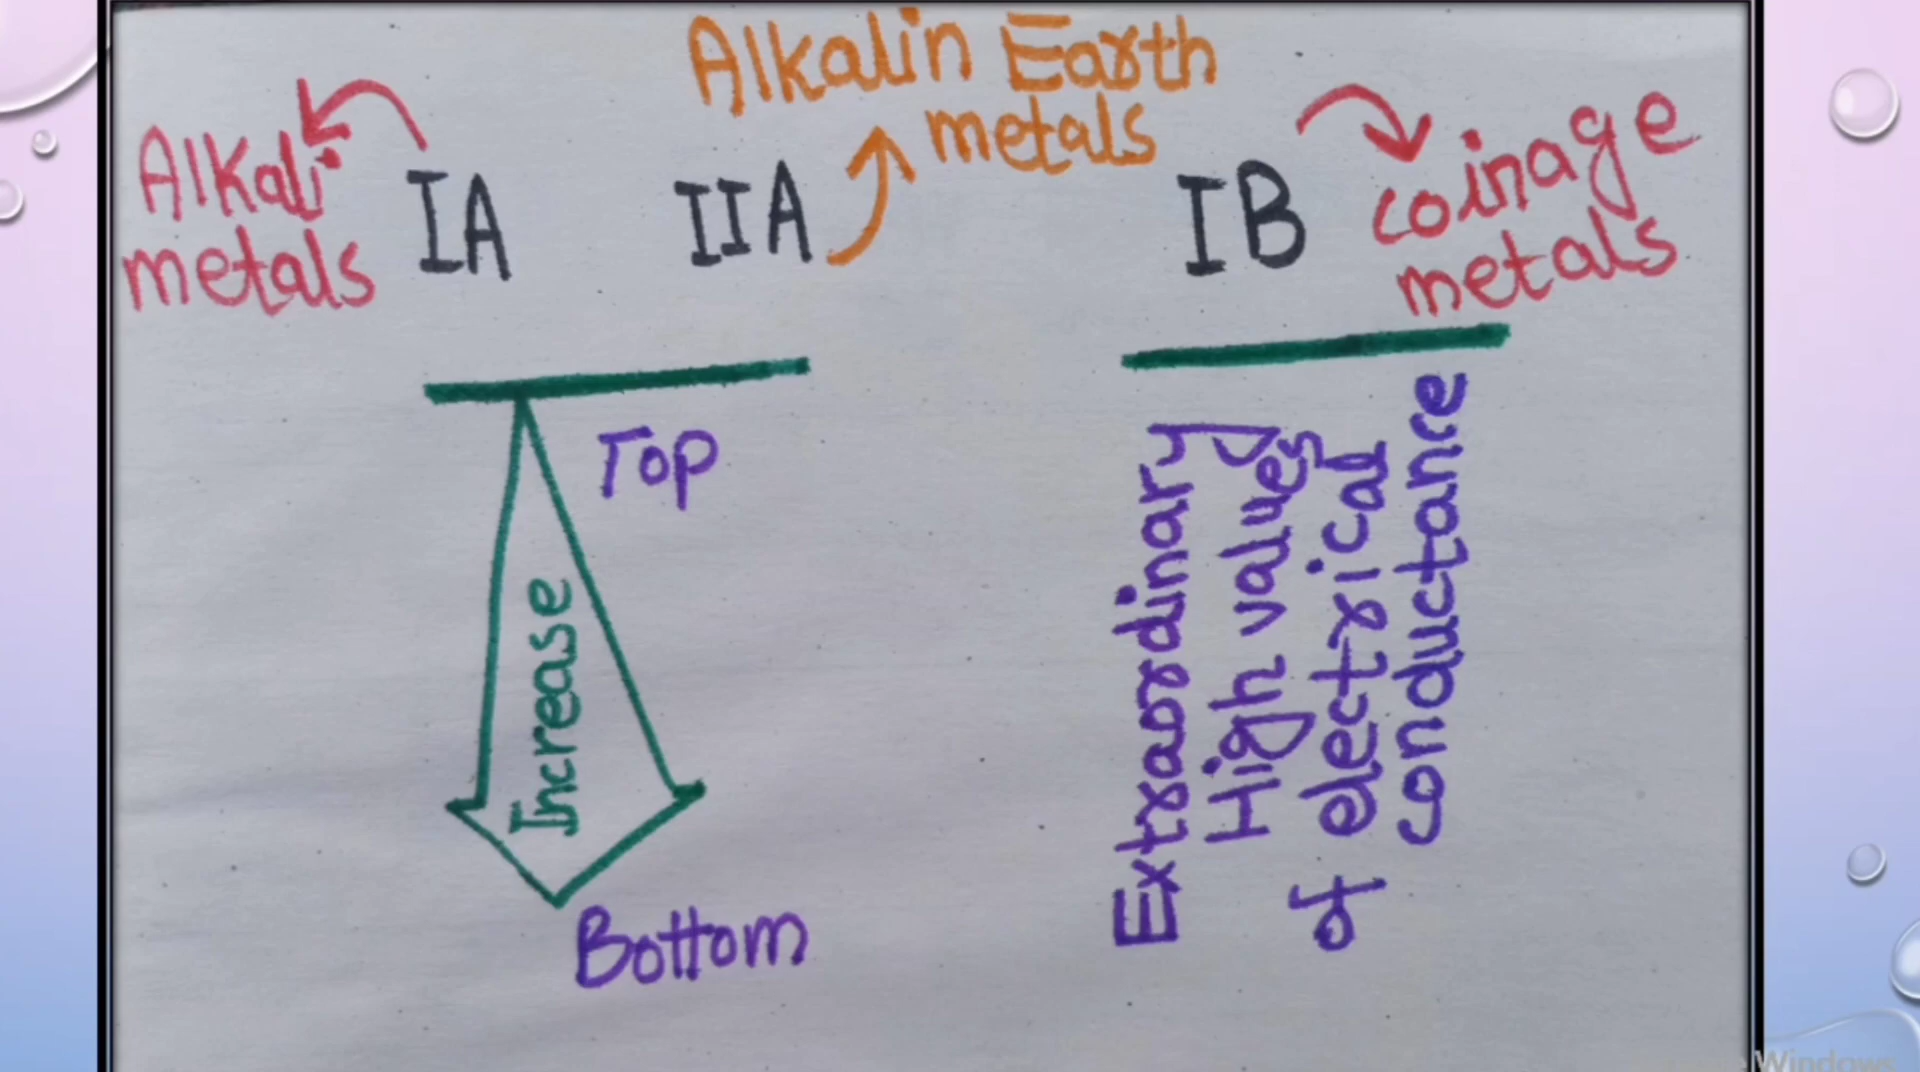 Alkalin Earth
metals
Alkali
metals
IA
IIA
IB
coinage
metals
Top
Increase
Bottom
Extraordinary
High values
of electrical
conductance
Windows